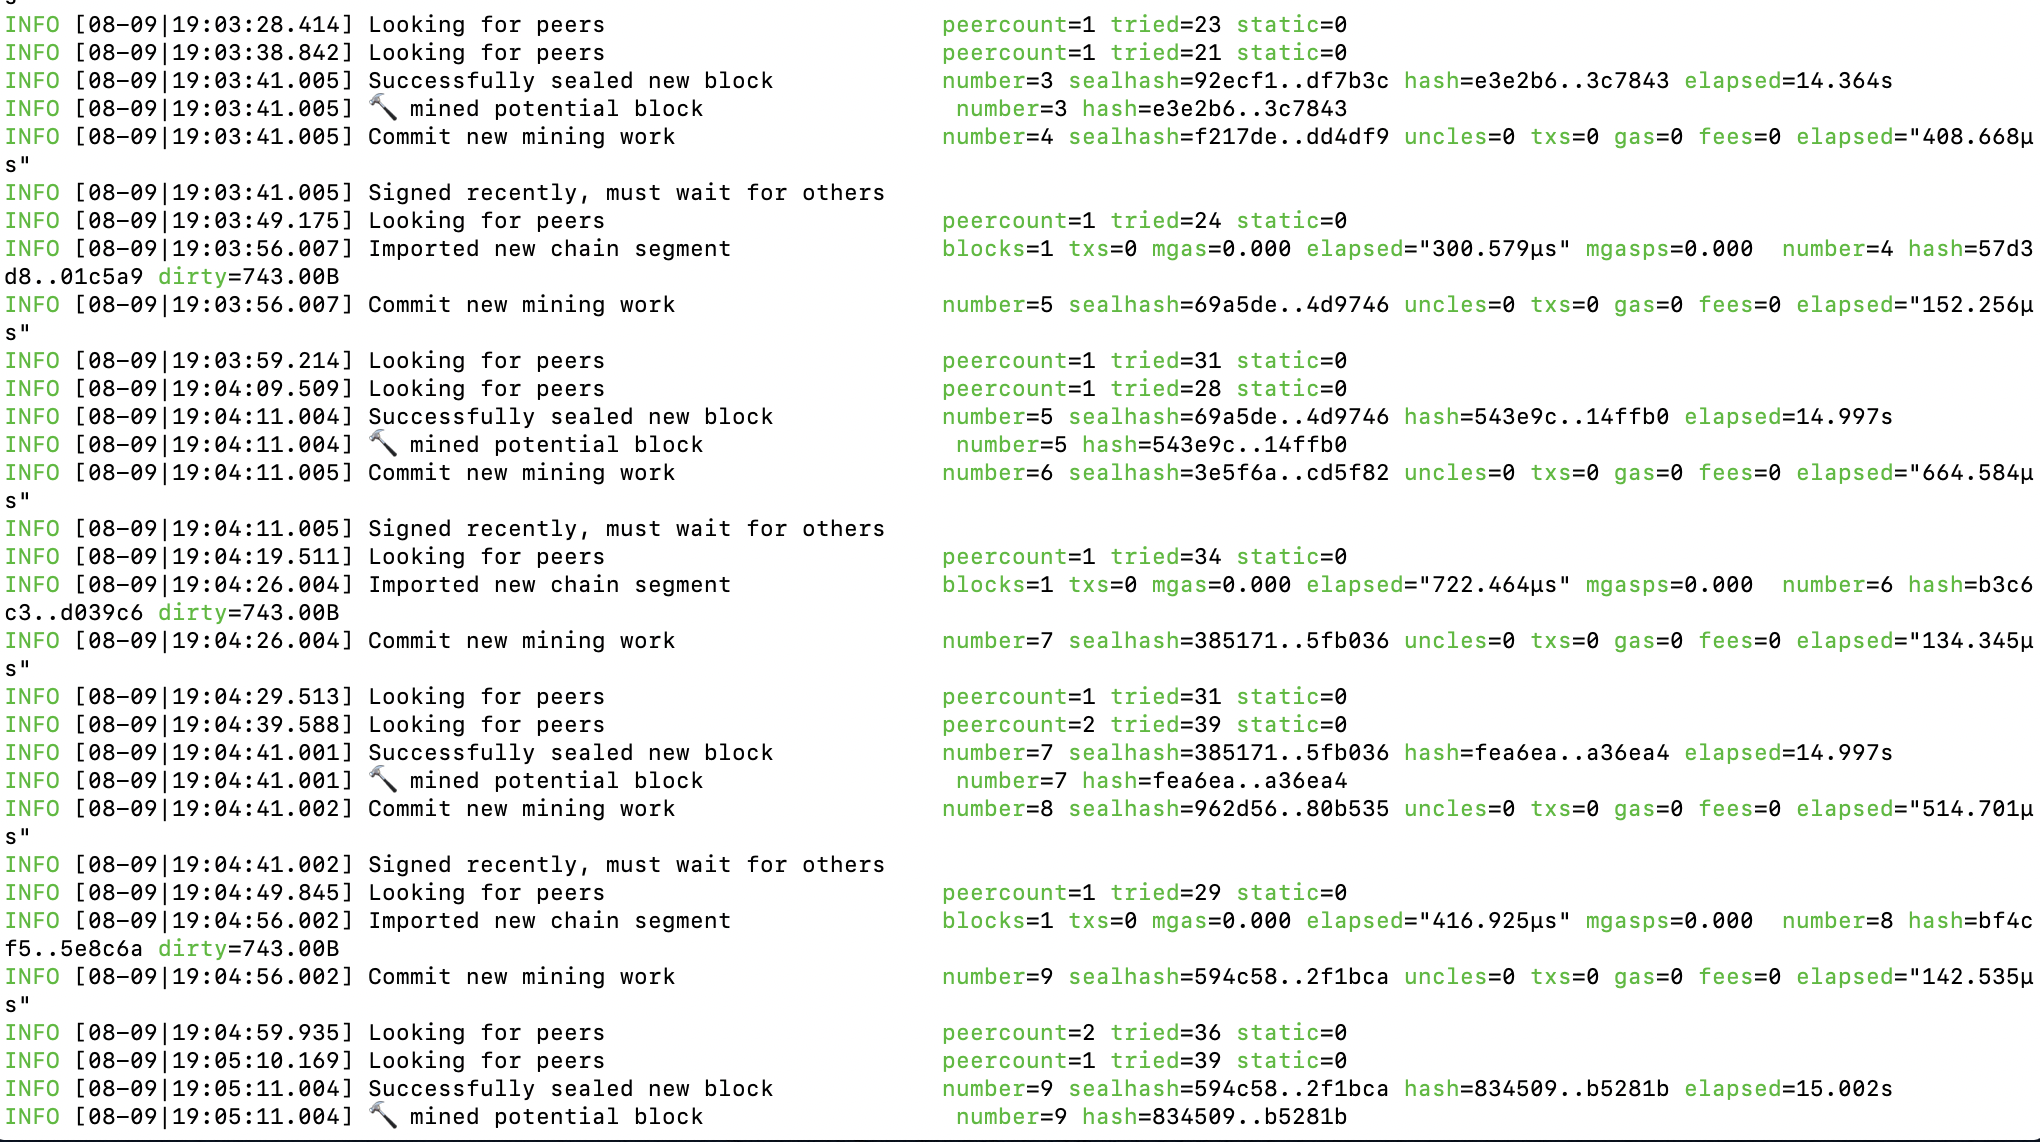 s"
INFO [08-09|19:03:28.414] Looking for peers peercount=1 tried=23 static=0
INFO [08-09|19:03:38.842] Looking for peers peercount=1 tried=21 static=0
INFO [08-09|19:03:41.005] Successfully sealed new block number=3 sealhash=92ecf1..df7b3c hash=e3e2b6..3c7843 elapsed=14.364s
INFO [08-09|19:03:41.005] 🔨 mined potential block number=3 hash=e3e2b6..3c7843
INFO [08-09|19:03:41.005] Commit new mining work number=4 sealhash=f217de..dd4df9 uncles=0 txs=0 gas=0 fees=0 elapsed="408.668µ
s"
INFO [08-09|19:03:41.005] Signed recently, must wait for others
INFO [08-09|19:03:49.175] Looking for peers peercount=1 tried=24 static=0
INFO [08-09|19:03:56.007] Imported new chain segment blocks=1 txs=0 mgas=0.000 elapsed="300.579µs" mgasps=0.000 number=4 hash=57d3
d8..01c5a9 dirty=743.00B
INFO [08-09|19:03:56.007] Commit new mining work number=5 sealhash=69a5de..4d9746 uncles=0 txs=0 gas=0 fees=0 elapsed="152.256µ
s"
INFO [08-09|19:03:59.214] Looking for peers peercount=1 tried=31 static=0
INFO [08-09|19:04:09.509] Looking for peers peercount=1 tried=28 static=0
INFO [08-09|19:04:11.004] Successfully sealed new block number=5 sealhash=69a5de..4d9746 hash=543e9c..14ffb0 elapsed=14.997s
INFO [08-09|19:04:11.004] 🔨 mined potential block number=5 hash=543e9c..14ffb0
INFO [08-09|19:04:11.005] Commit new mining work number=6 sealhash=3e5f6a..cd5f82 uncles=0 txs=0 gas=0 fees=0 elapsed="664.584µ
s"
INFO [08-09|19:04:11.005] Signed recently, must wait for others
INFO [08-09|19:04:19.511] Looking for peers peercount=1 tried=34 static=0
INFO [08-09|19:04:26.004] Imported new chain segment blocks=1 txs=0 mgas=0.000 elapsed="722.464µs" mgasps=0.000 number=6 hash=b3c6
c3..d039c6 dirty=743.00B
INFO [08-09|19:04:26.004] Commit new mining work number=7 sealhash=385171..5fb036 uncles=0 txs=0 gas=0 fees=0 elapsed="134.345µ
s"
INFO [08-09|19:04:29.513] Looking for peers peercount=1 tried=31 static=0
INFO [08-09|19:04:39.588] Looking for peers peercount=2 tried=39 static=0
INFO [08-09|19:04:41.001] Successfully sealed new block number=7 sealhash=385171..5fb036 hash=fea6ea..a36ea4 elapsed=14.997s
INFO [08-09|19:04:41.001] 🔨 mined potential block number=7 hash=fea6ea..a36ea4
INFO [08-09|19:04:41.002] Commit new mining work number=8 sealhash=962d56..80b535 uncles=0 txs=0 gas=0 fees=0 elapsed="514.701µ
s"
INFO [08-09|19:04:41.002] Signed recently, must wait for others
INFO [08-09|19:04:49.845] Looking for peers peercount=1 tried=29 static=0
INFO [08-09|19:04:56.002] Imported new chain segment blocks=1 txs=0 mgas=0.000 elapsed="416.925µs" mgasps=0.000 number=8 hash=bf4c
f5..5e8c6a dirty=743.00B
INFO [08-09|19:04:56.002] Commit new mining work number=9 sealhash=594c58..2f1bca uncles=0 txs=0 gas=0 fees=0 elapsed="142.535µ
s"
INFO [08-09|19:04:59.935] Looking for peers peercount=2 tried=36 static=0
INFO [08-09|19:05:10.169] Looking for peers peercount=1 tried=39 static=0
INFO [08-09|19:05:11.004] Successfully sealed new block number=9 sealhash=594c58..2f1bca hash=834509..b5281b elapsed=15.002s
INFO [08-09|19:05:11.004] 🔨 mined potential block number=9 hash=834509..b5281b